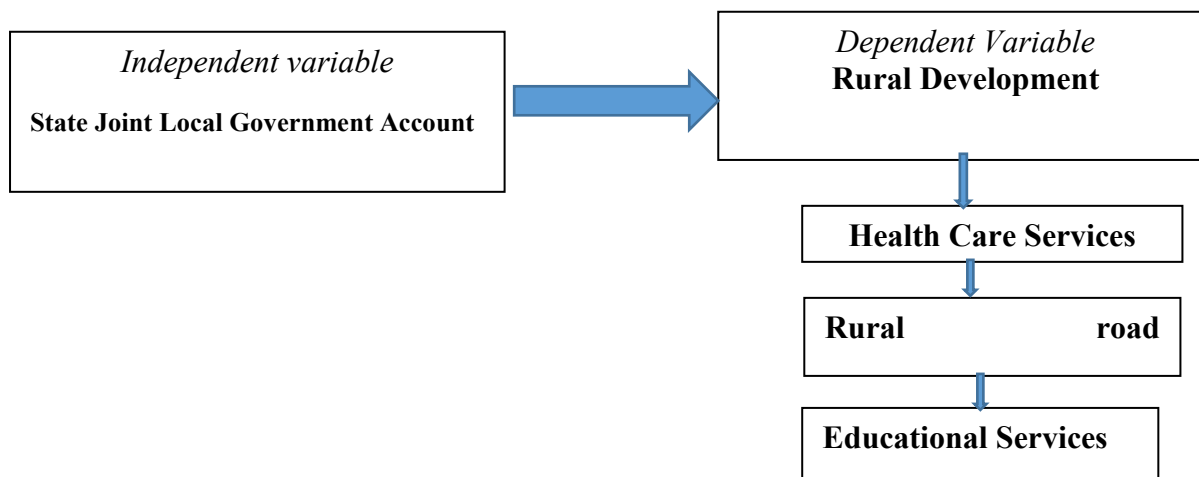 Independent variable
State Joint Local Government Account
Dependent Variable
Rural Development
Health Care Services
Rural road
Educational Services